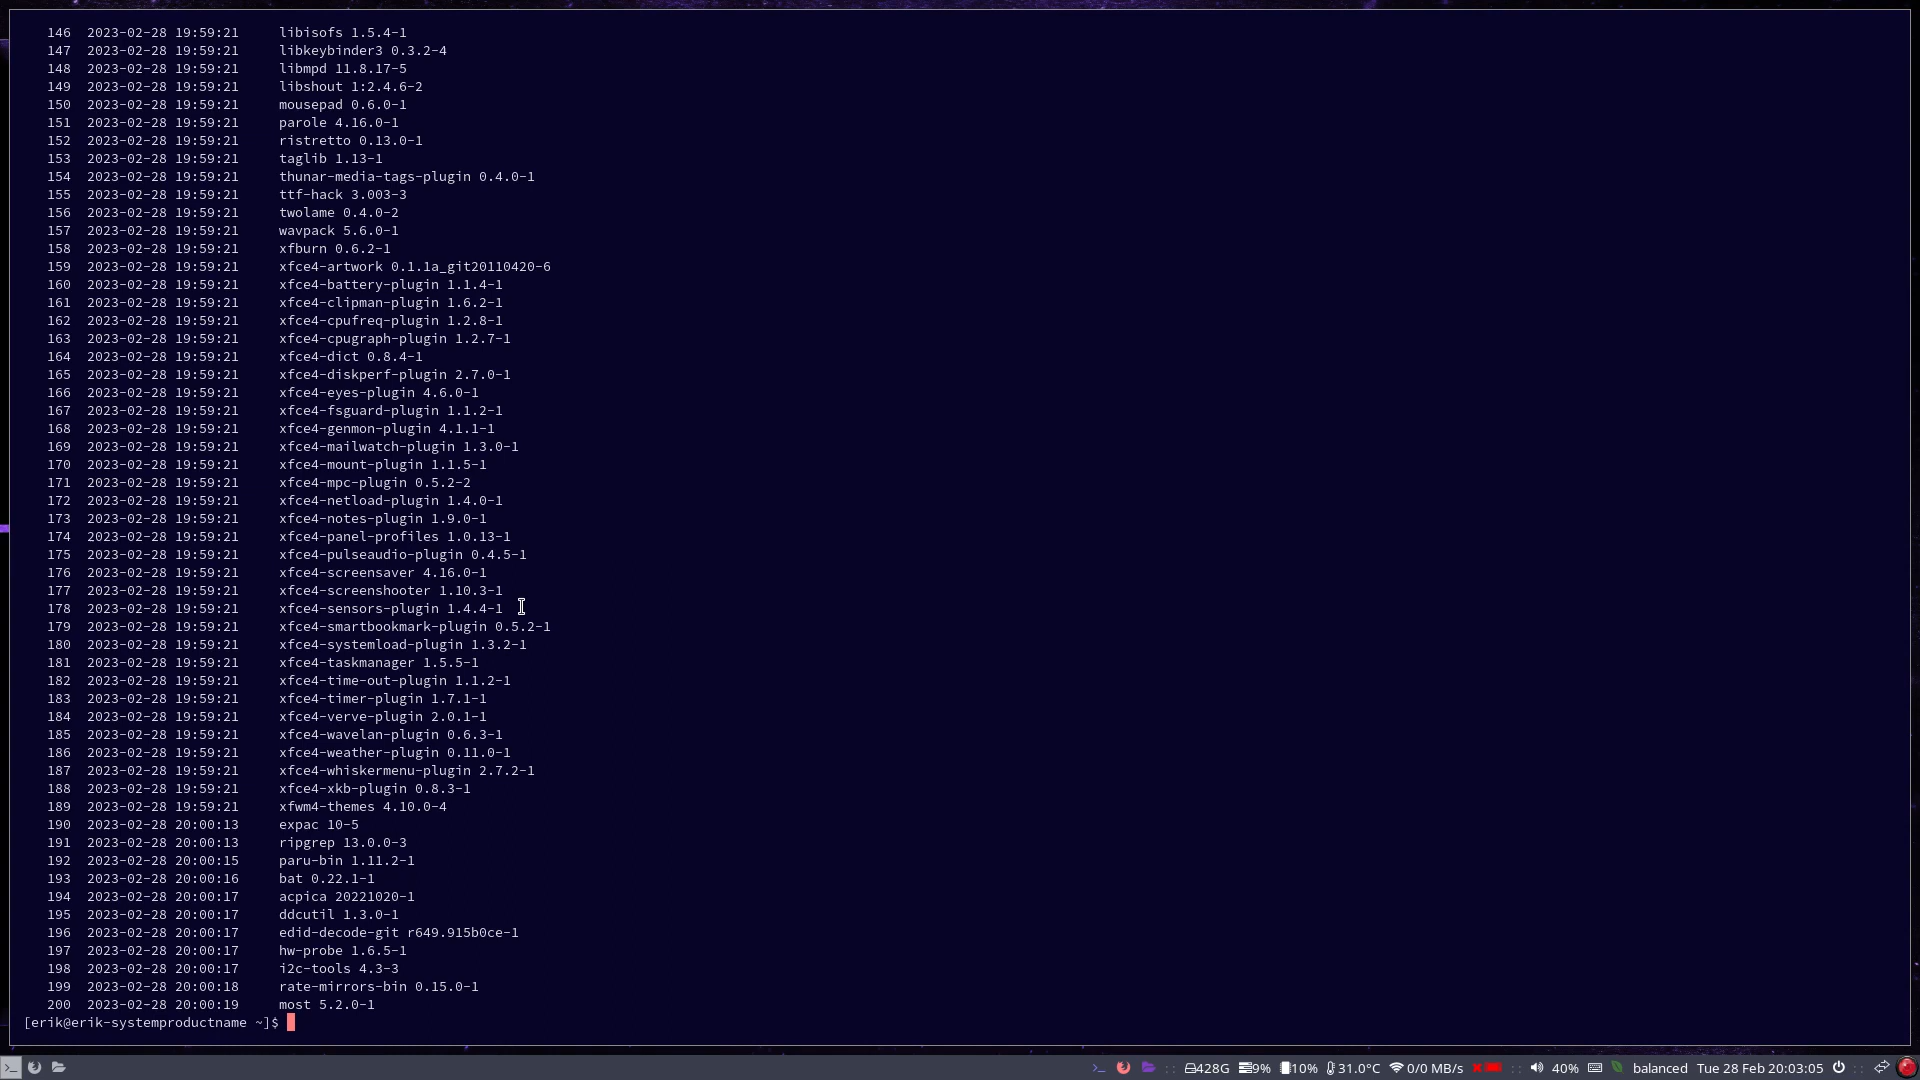 146  2023-02-28 19:59:21     libisofs 1.5.4-1
147  2023-02-28 19:59:21     libkeybinder3 0.3.2-4
148  2023-02-28 19:59:21     libmpd 11.8.17-5
149  2023-02-28 19:59:21     libshout 1:2.4.6-2
150  2023-02-28 19:59:21     mousepad 0.6.0-1
151  2023-02-28 19:59:21     parole 4.16.0-1
152  2023-02-28 19:59:21     ristretto 0.13.0-1
153  2023-02-28 19:59:21     taglib 1.13-1
154  2023-02-28 19:59:21     thunar-media-tags-plugin 0.4.0-1
155  2023-02-28 19:59:21     ttf-hack 3.003-3
156  2023-02-28 19:59:21     twolame 0.4.0-2
157  2023-02-28 19:59:21     wavpack 5.6.0-1
158  2023-02-28 19:59:21     xfburn 0.6.2-1
159  2023-02-28 19:59:21     xfce4-artwork 0.1.1a_git20110420-6
160  2023-02-28 19:59:21     xfce4-battery-plugin 1.1.4-1
161  2023-02-28 19:59:21     xfce4-clipman-plugin 1.6.2-1
162  2023-02-28 19:59:21     xfce4-cpufreq-plugin 1.2.8-1
163  2023-02-28 19:59:21     xfce4-cpugraph-plugin 1.2.7-1
164  2023-02-28 19:59:21     xfce4-dict 0.8.4-1
165  2023-02-28 19:59:21     xfce4-diskperf-plugin 2.7.0-1
166  2023-02-28 19:59:21     xfce4-eyes-plugin 4.6.0-1
167  2023-02-28 19:59:21     xfce4-fsguard-plugin 1.1.2-1
168  2023-02-28 19:59:21     xfce4-genmon-plugin 4.1.1-1
169  2023-02-28 19:59:21     xfce4-mailwatch-plugin 1.3.0-1
170  2023-02-28 19:59:21     xfce4-mount-plugin 1.1.5-1
171  2023-02-28 19:59:21     xfce4-mpc-plugin 0.5.2-2
172  2023-02-28 19:59:21     xfce4-netload-plugin 1.4.0-1
173  2023-02-28 19:59:21     xfce4-notes-plugin 1.9.0-1
174  2023-02-28 19:59:21     xfce4-panel-profiles 1.0.13-1
175  2023-02-28 19:59:21     xfce4-pulseaudio-plugin 0.4.5-1
176  2023-02-28 19:59:21     xfce4-screensaver 4.16.0-1
177  2023-02-28 19:59:21     xfce4-screenshooter 1.10.3-1
178  2023-02-28 19:59:21     xfce4-sensors-plugin 1.4.4-1
179  2023-02-28 19:59:21     xfce4-smartbookmark-plugin 0.5.2-1
180  2023-02-28 19:59:21     xfce4-systemload-plugin 1.3.2-1
181  2023-02-28 19:59:21     xfce4-taskmanager 1.5.5-1
182  2023-02-28 19:59:21     xfce4-time-out-plugin 1.1.2-1
183  2023-02-28 19:59:21     xfce4-timer-plugin 1.7.1-1
184  2023-02-28 19:59:21     xfce4-verve-plugin 2.0.1-1
185  2023-02-28 19:59:21     xfce4-wavelan-plugin 0.6.3-1
186  2023-02-28 19:59:21     xfce4-weather-plugin 0.11.0-1
187  2023-02-28 19:59:21     xfce4-whiskermenu-plugin 2.7.2-1
188  2023-02-28 19:59:21     xfce4-xkb-plugin 0.8.3-1
189  2023-02-28 19:59:21     xfwm4-themes 4.10.0-4
190  2023-02-28 20:00:13     expac 10-5
191  2023-02-28 20:00:13     ripgrep 13.0.0-3
192  2023-02-28 20:00:15     paru-bin 1.11.2-1
193  2023-02-28 20:00:16     bat 0.22.1-1
194  2023-02-28 20:00:17     acpica 20221020-1
195  2023-02-28 20:00:17     ddcutil 1.3.0-1
196  2023-02-28 20:00:17     edid-decode-git r649.915b0ce-1
197  2023-02-28 20:00:17     hw-probe 1.6.5-1
198  2023-02-28 20:00:17     i2c-tools 4.3-3
199  2023-02-28 20:00:18     rate-mirrors-bin 0.15.0-1
200  2023-02-28 20:00:19     most 5.2.0-1
[erik@erik-systemproductname ~]$
428G 9% 10% 31.0°C 0/0 MB/s 40% balanced Tue 28 Feb 20:03:05